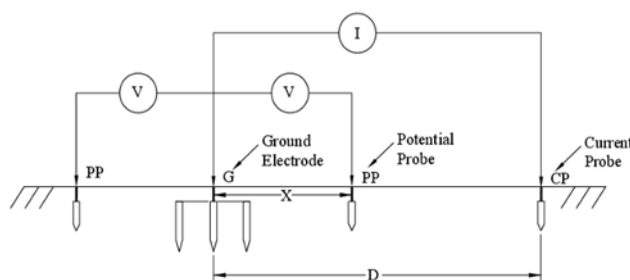 I
V
V
Ground
Electrode
Potential
Probe
Current
Probe
PP
G
PP
CP
X
D